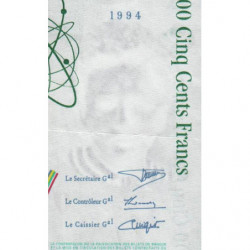 1994
00 Cinq Cents Francs
Le Secrétaire Gal
Le Contrôleur Gal
Le Caissier Gal